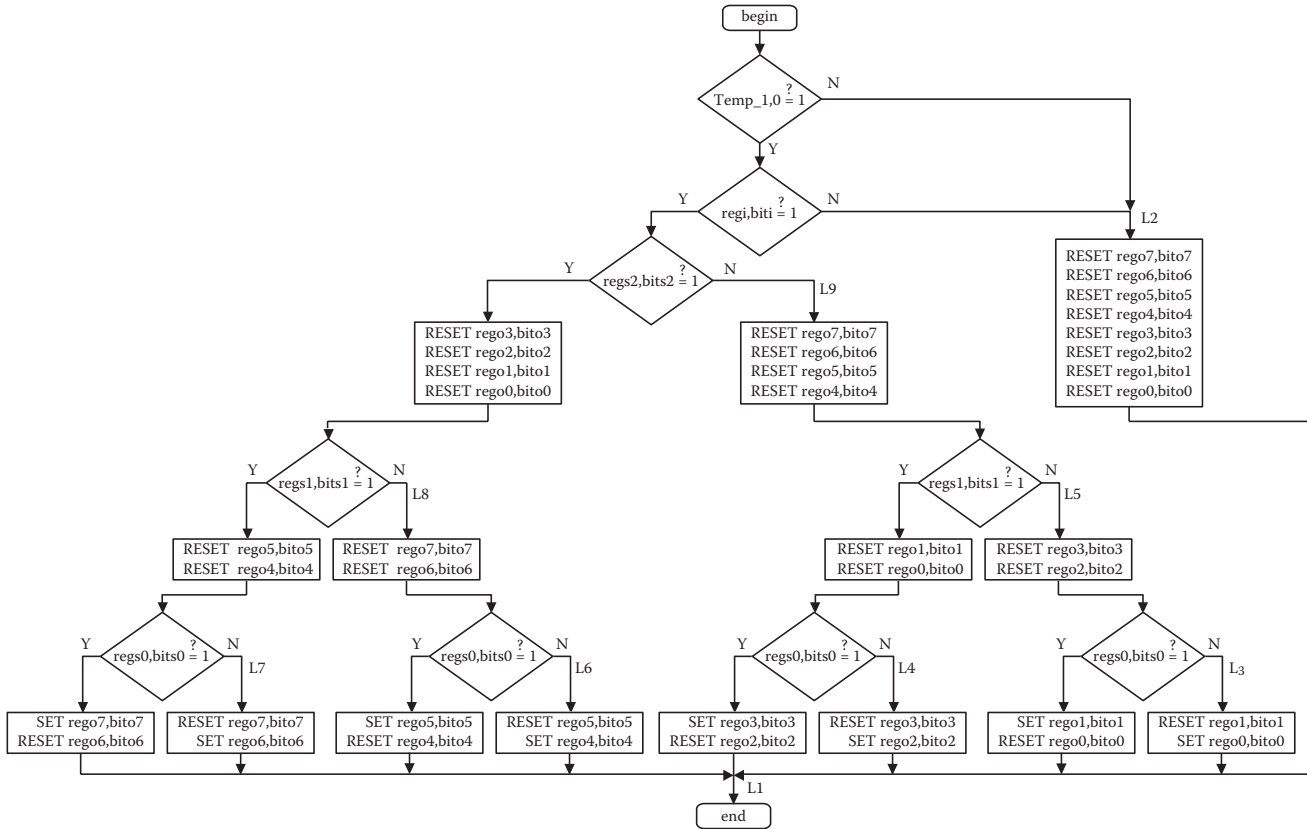 begin
?
Temp_1,0 = 1
N
Y
?
regi,biti = 1
Y
N
L2
?
regs2,bits2 = 1
Y
N
L9
RESET rego7,bito7
RESET rego6,bito6
RESET rego5,bito5
RESET rego4,bito4
RESET rego3,bito3
RESET rego2,bito2
RESET rego1,bito1
RESET rego0,bito0
RESET rego3,bito3
RESET rego2,bito2
RESET rego1,bito1
RESET rego0,bito0
RESET rego7,bito7
RESET rego6,bito6
RESET rego5,bito5
RESET rego4,bito4
?
regs1,bits1 = 1
Y
N
L8
?
regs1,bits1 = 1
Y
N
L5
RESET rego5,bito5
RESET rego4,bito4
RESET rego7,bito7
RESET rego6,bito6
RESET rego1,bito1
RESET rego0,bito0
RESET rego3,bito3
RESET rego2,bito2
?
regs0,bits0 = 1
Y
N
L7
?
regs0,bits0 = 1
Y
N
L6
?
regs0,bits0 = 1
Y
N
L4
?
regs0,bits0 = 1
Y
N
L3
SET rego7,bito7
RESET rego6,bito6
RESET rego7,bito7
SET rego6,bito6
SET rego5,bito5
RESET rego4,bito4
RESET rego5,bito5
SET rego4,bito4
SET rego3,bito3
RESET rego2,bito2
RESET rego3,bito3
SET rego2,bito2
SET rego1,bito1
RESET rego0,bito0
RESET rego1,bito1
SET rego0,bito0
L1
end